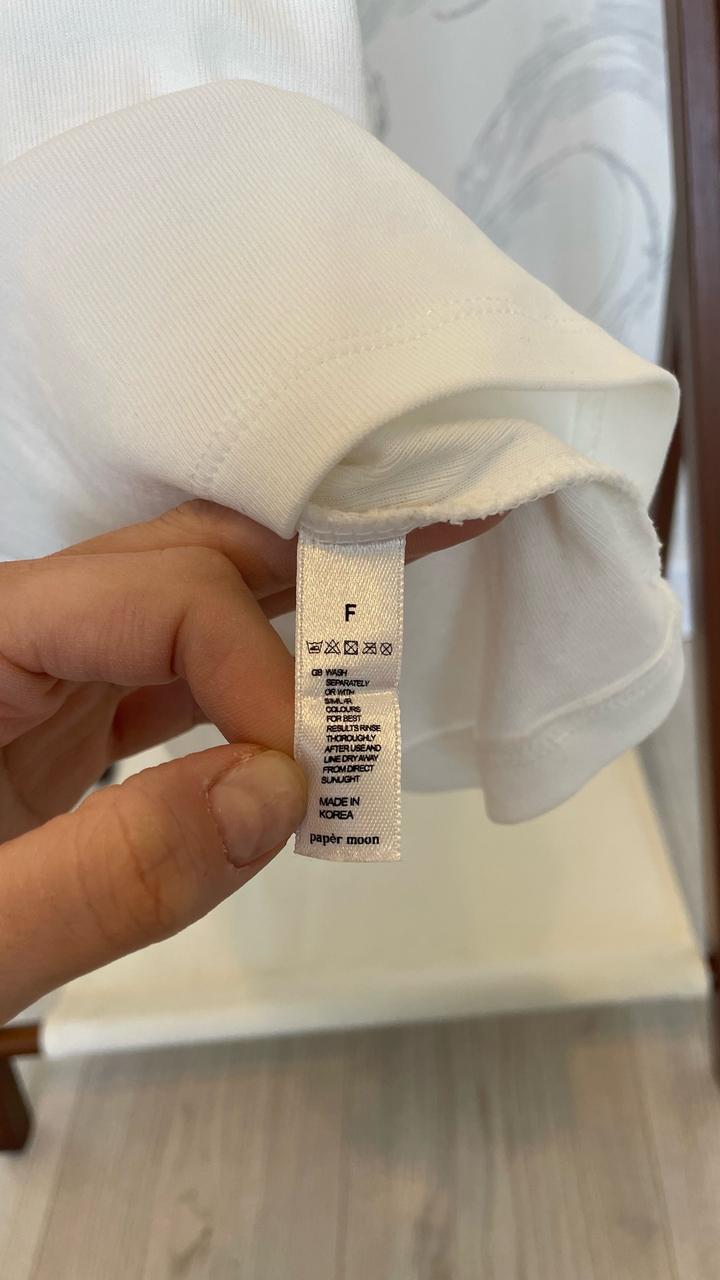 F
GB WASH
SEPARATELY
OR WITH
SIMILAR
COLOURS
FOR BEST
RESULTS RINSE
THOROUGHLY
AFTER USE AND
LINE DRY AWAY
FROM DIRECT
SUNLIGHT
MADE IN
KOREA
papèr moon